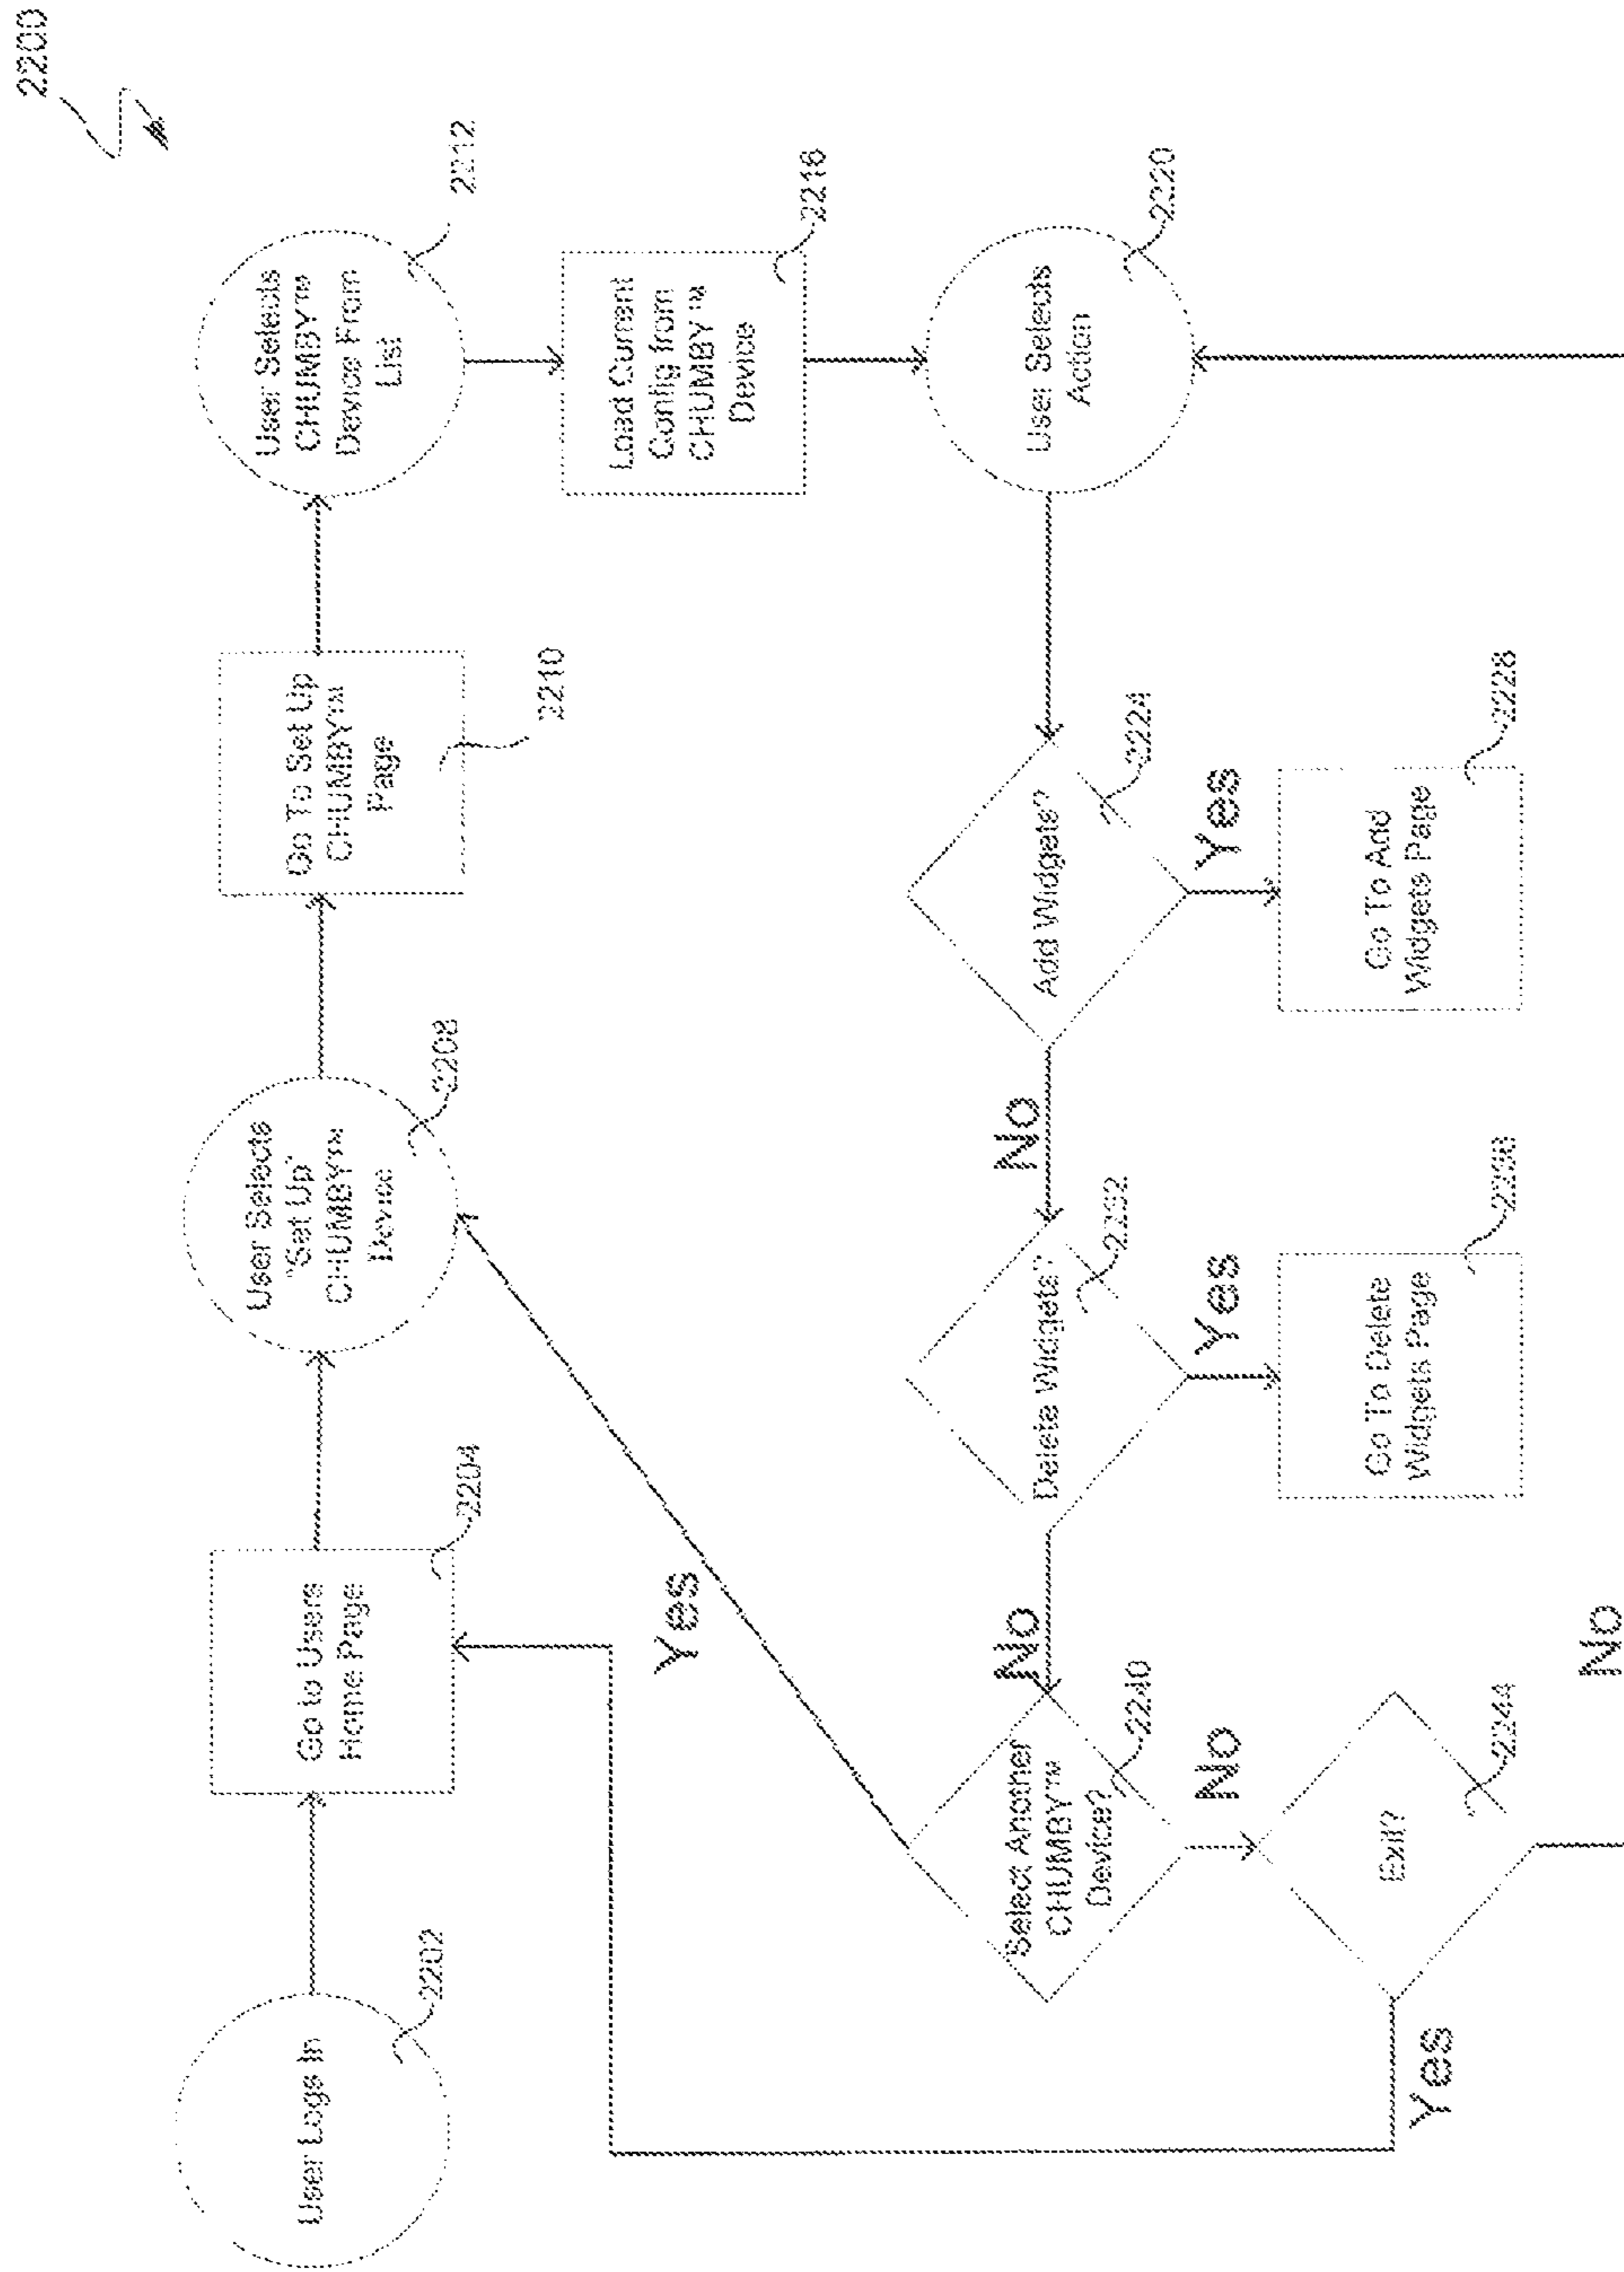 2200
User Logs In
2202
Go to Users
Home Page
2204
User Selects
"Set Up"
CHUMBY™
Device
2208
Go To Set Up
CHUMBY™
Page
2210
User Selects
CHUMBY™
Device From
List
2212
Load Current
Config from
CHUMBY™
Device
2216
User Selects
Action
2220
Add Widgets?
2224
Yes
Go To Add
Widgets Page
2228
No
Delete Widgets?
2232
Yes
Go To Delete
Widgets Page
2236
No
Select Another
CHUMBY™
Device?
2240
Yes
No
Exit?
2244
Yes
No